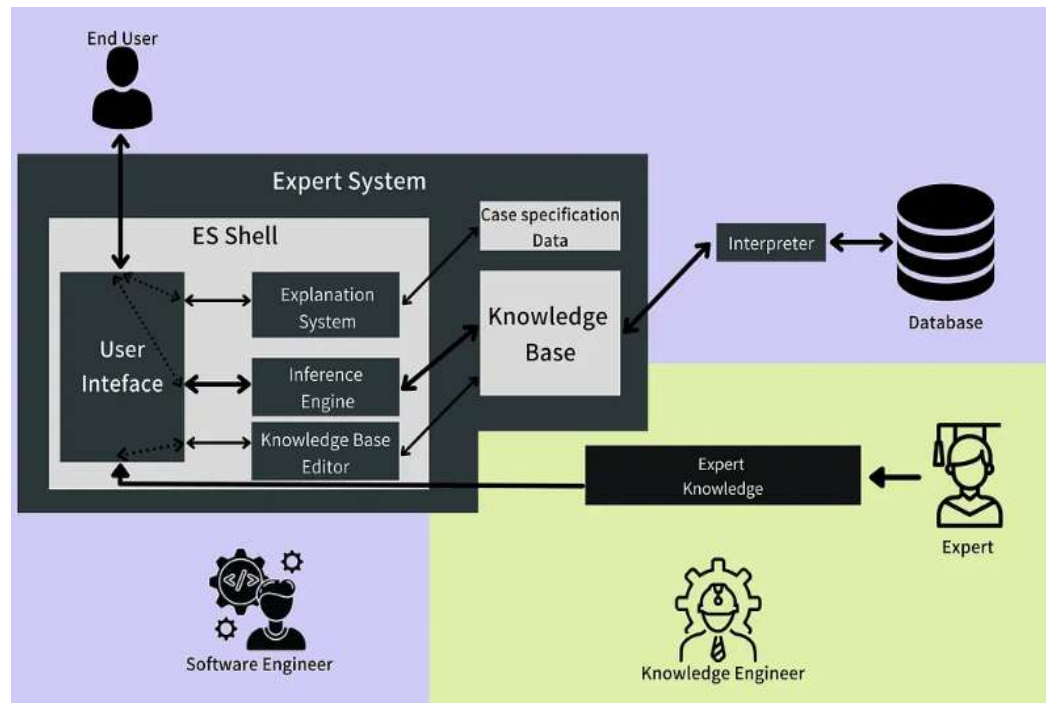 End User
Expert System
ES Shell
Case specification
Data
Explanation
System
User
Inteface
Inference
Engine
Knowledge Base
Editor
Knowledge
Base
Interpreter
Database
Expert
Knowledge
Expert
</>
Software Engineer
Knowledge Engineer